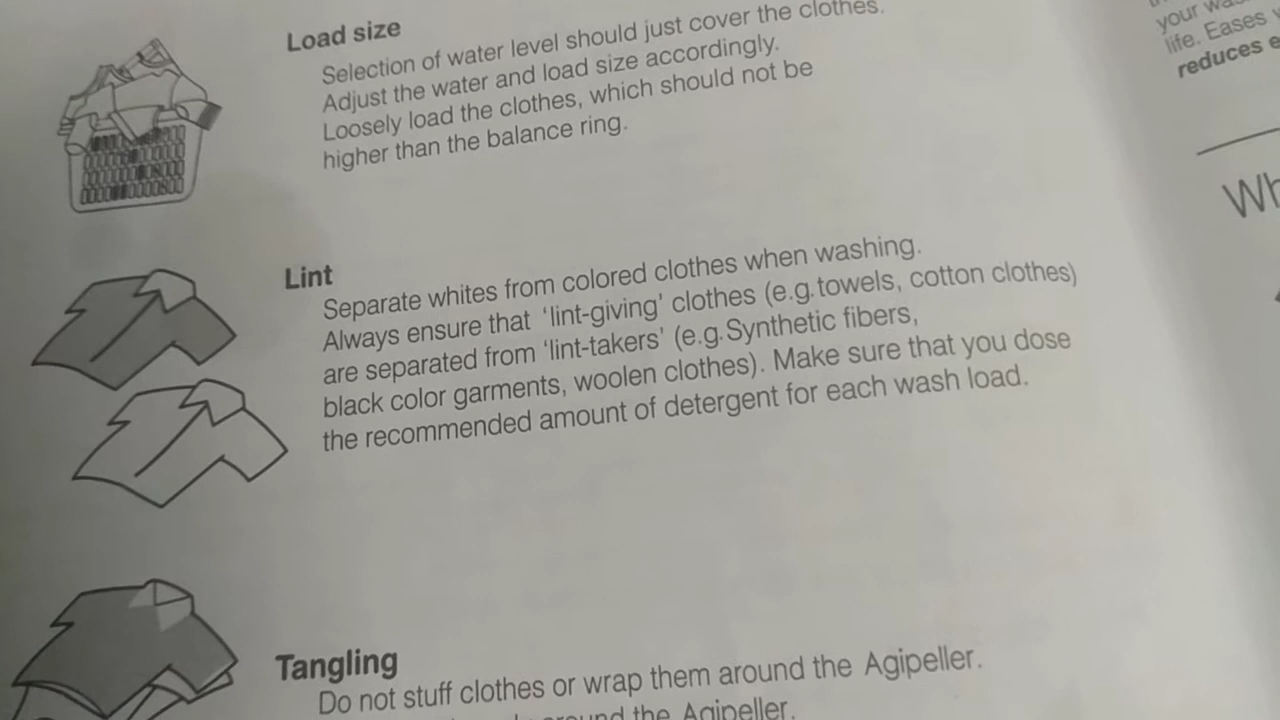 Load size
Selection of water level should just cover the clothes.
Adjust the water and load size accordingly.
Loosely load the clothes, which should not be
higher than the balance ring.
Lint
Separate whites from colored clothes when washing.
Always ensure that 'lint-giving' clothes (e.g.towels, cotton clothes)
are separated from 'lint-takers' (e.g.Synthetic fibers,
black color garments, woolen clothes). Make sure that you dose
the recommended amount of detergent for each wash load.
Tangling
Do not stuff clothes or wrap them around the Agipeller.
around the Agipeller.
your
life. Eases
reduces